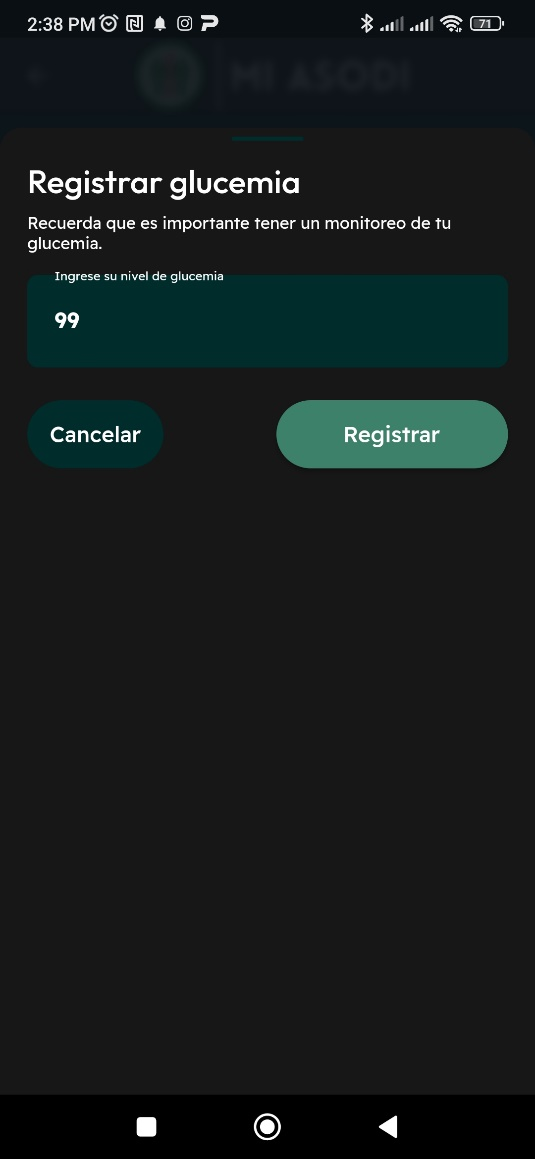 2:38 PM
71
MI ASODI
Registrar glucemia
Recuerda que es importante tener un monitoreo de tu
glucemia.
Ingrese su nivel de glucemia
99
Cancelar
Registrar